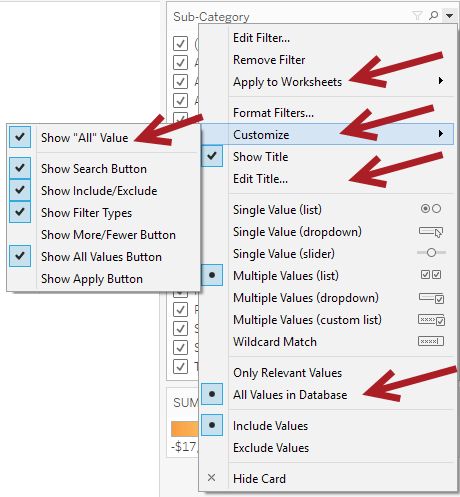 Sub-Category
Edit Filter...
Remove Filter
Apply to Worksheets
Format Filters...
Customize
Show Title
Edit Title...
Single Value (list)
Single Value (dropdown)
Single Value (slider)
Multiple Values (list)
Multiple Values (dropdown)
Multiple Values (custom list)
Wildcard Match
Only Relevant Values
All Values in Database
Include Values
Exclude Values
Hide Card
Show "All" Value
Show Search Button
Show Include/Exclude
Show Filter Types
Show More/Fewer Button
Show All Values Button
Show Apply Button
SUM
-$17,